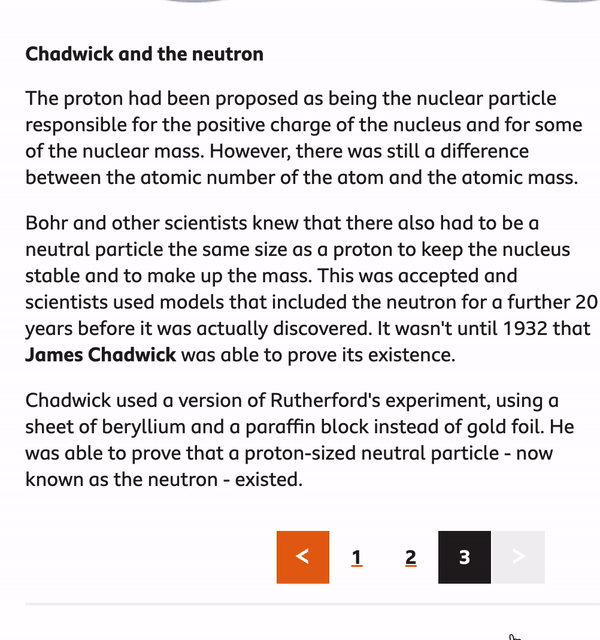 Chadwick and the neutron
The proton had been proposed as being the nuclear particle
responsible for the positive charge of the nucleus and for some
of the nuclear mass. However, there was still a difference
between the atomic number of the atom and the atomic mass.
Bohr and other scientists knew that there also had to be a
neutral particle the same size as a proton to keep the nucleus
stable and to make up the mass. This was accepted and
scientists used models that included the neutron for a further 20
years before it was actually discovered. It wasn't until 1932 that
James Chadwick was able to prove its existence.
Chadwick used a version of Rutherford's experiment, using a
sheet of beryllium and a paraffin block instead of gold foil. He
was able to prove that a proton-sized neutral particle - now
known as the neutron - existed.
< 1 2 3 >